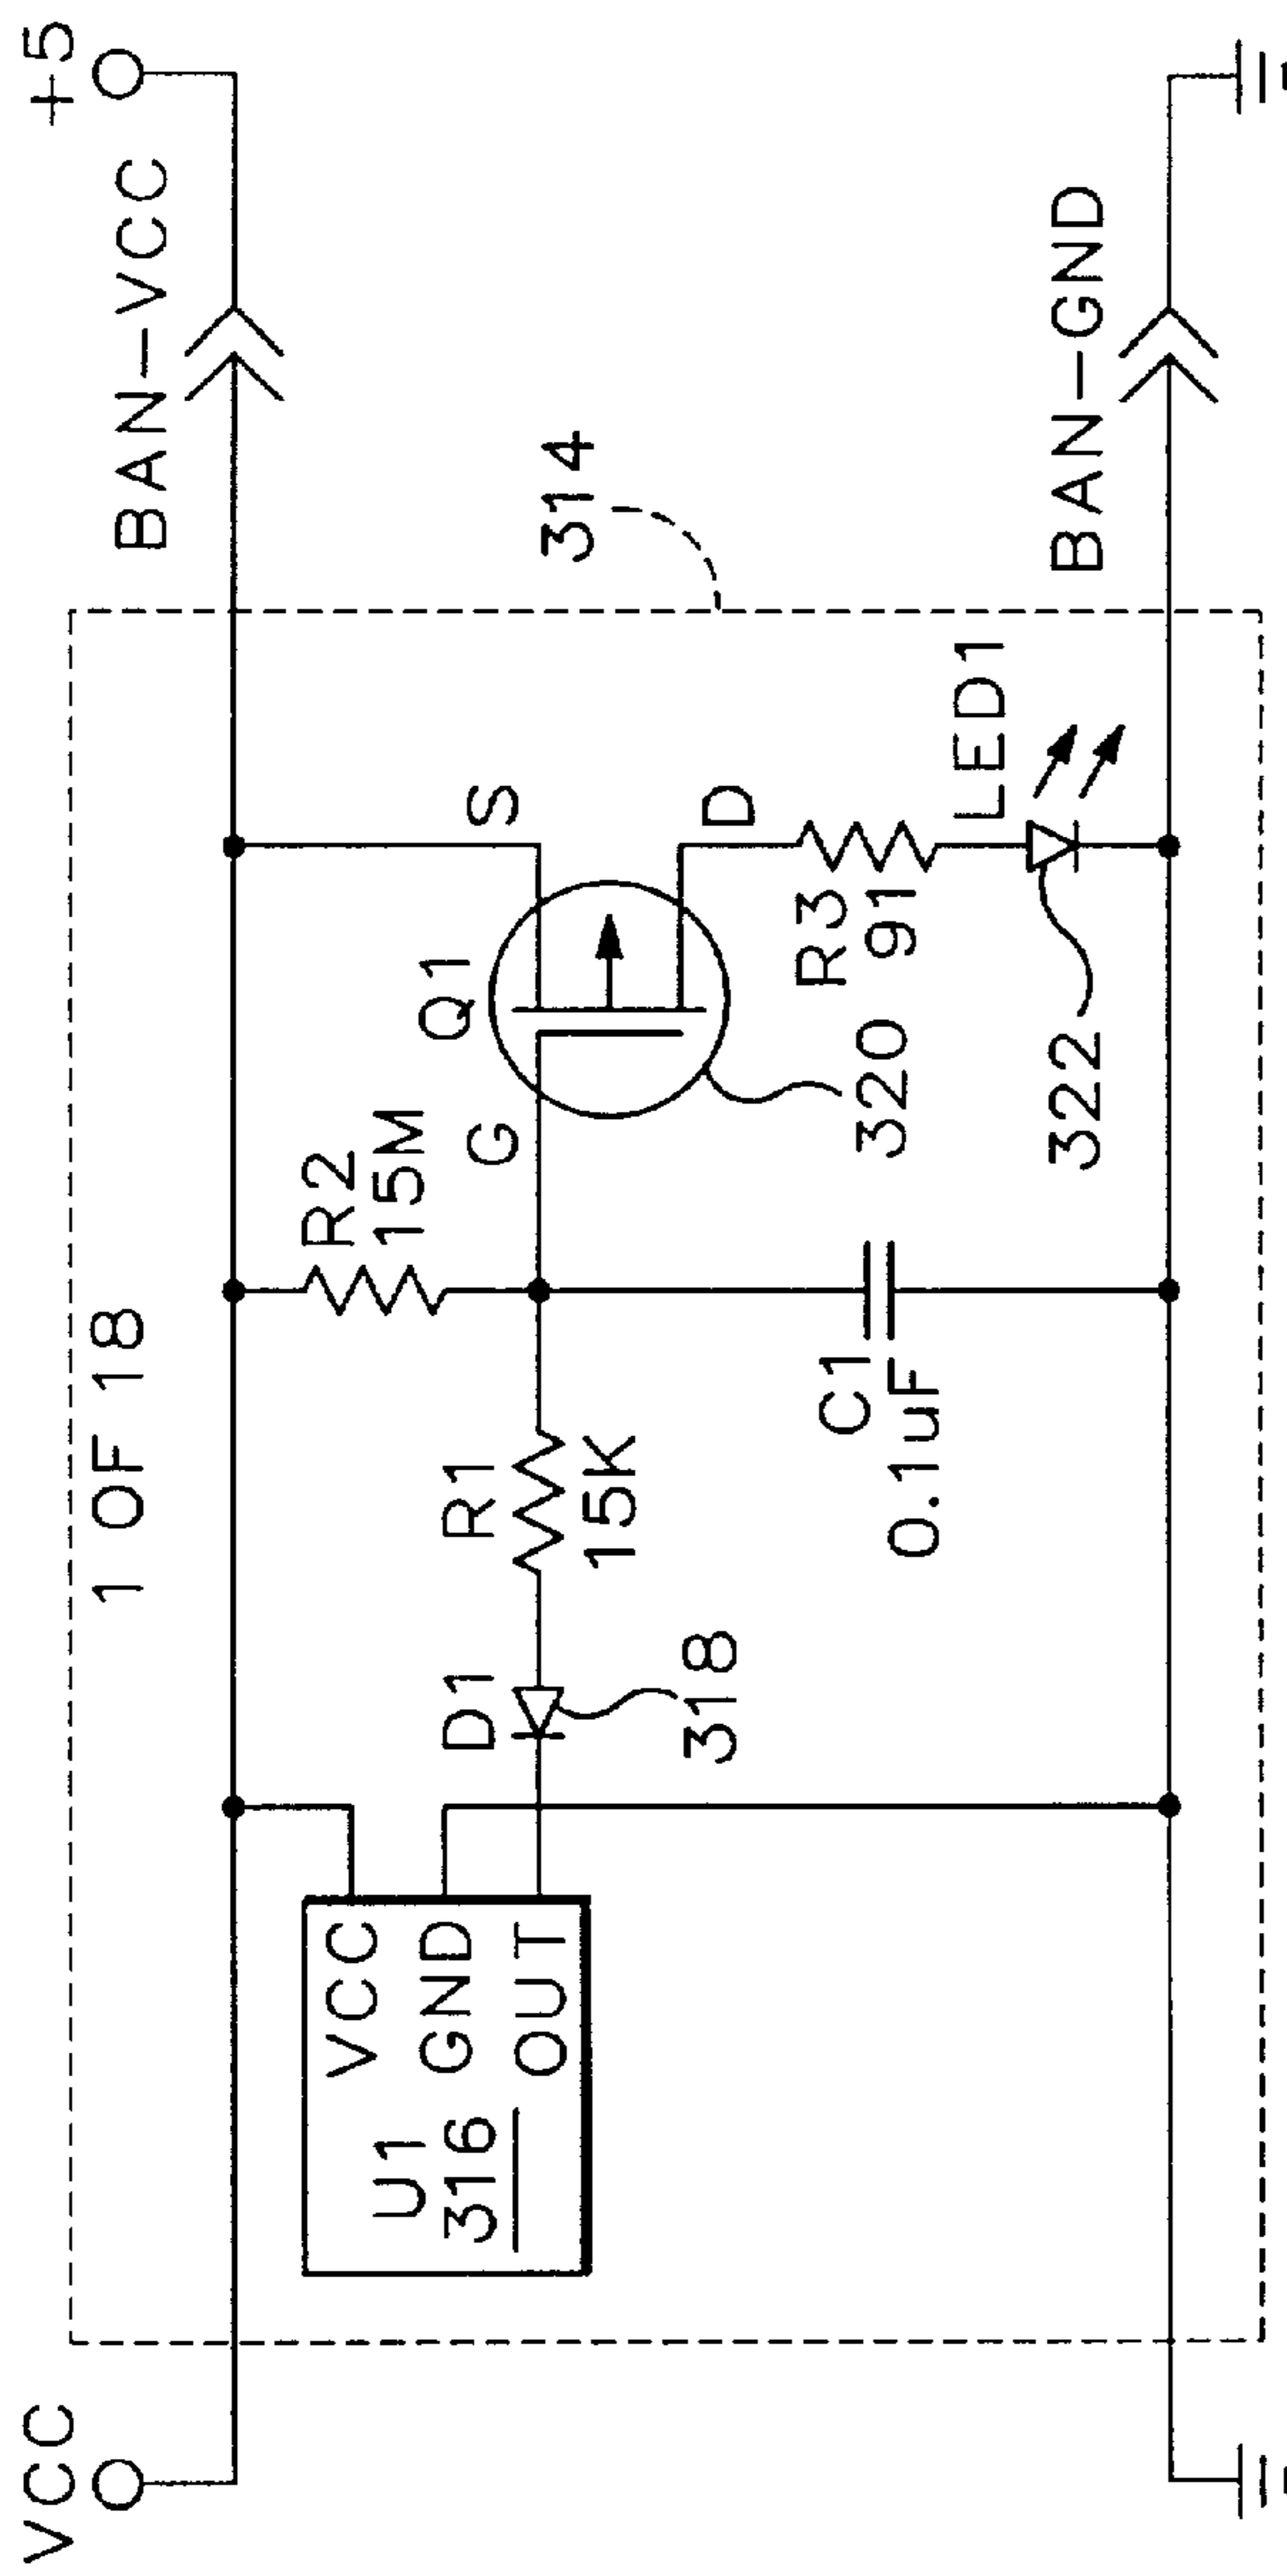 VCC
+5
1 OF 18
BAN-VCC
R2
15M
Q1
S
G
D
U1
316
VCC
GND
OUT
D1
318
R1
15K
314
C1
0.1uF
320
R3
91
LED1
322
BAN-GND